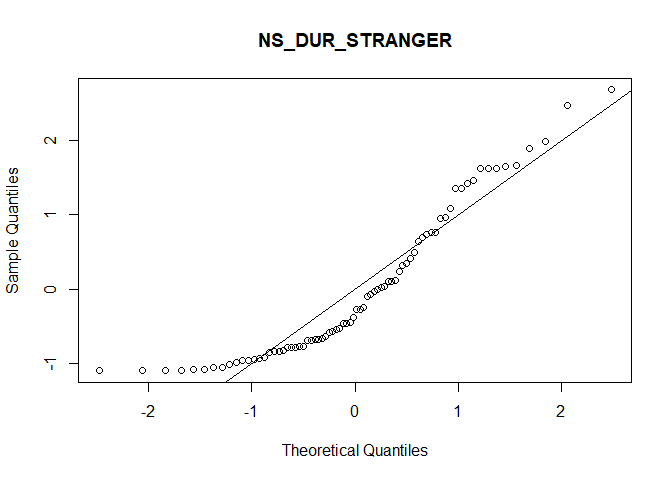 NS_DUR_STRANGER
Sample Quantiles
2
1
0
-1
-2 -1 0 1 2
Theoretical Quantiles